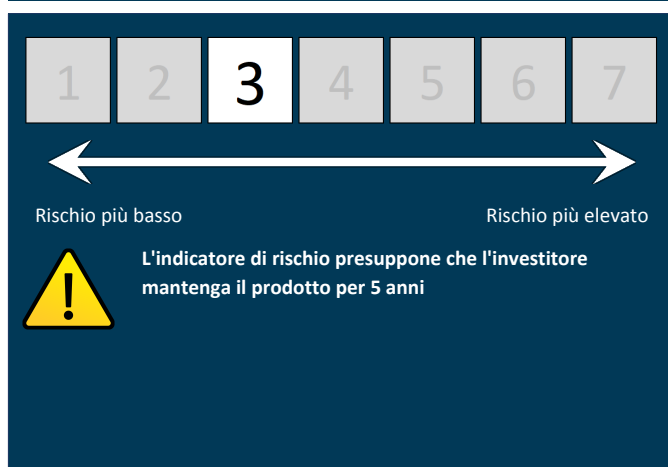 1 2 3 4 5 6 7
Rischio più basso Rischio più elevato
L'indicatore di rischio presuppone che l'investitore
mantenga il prodotto per 5 anni